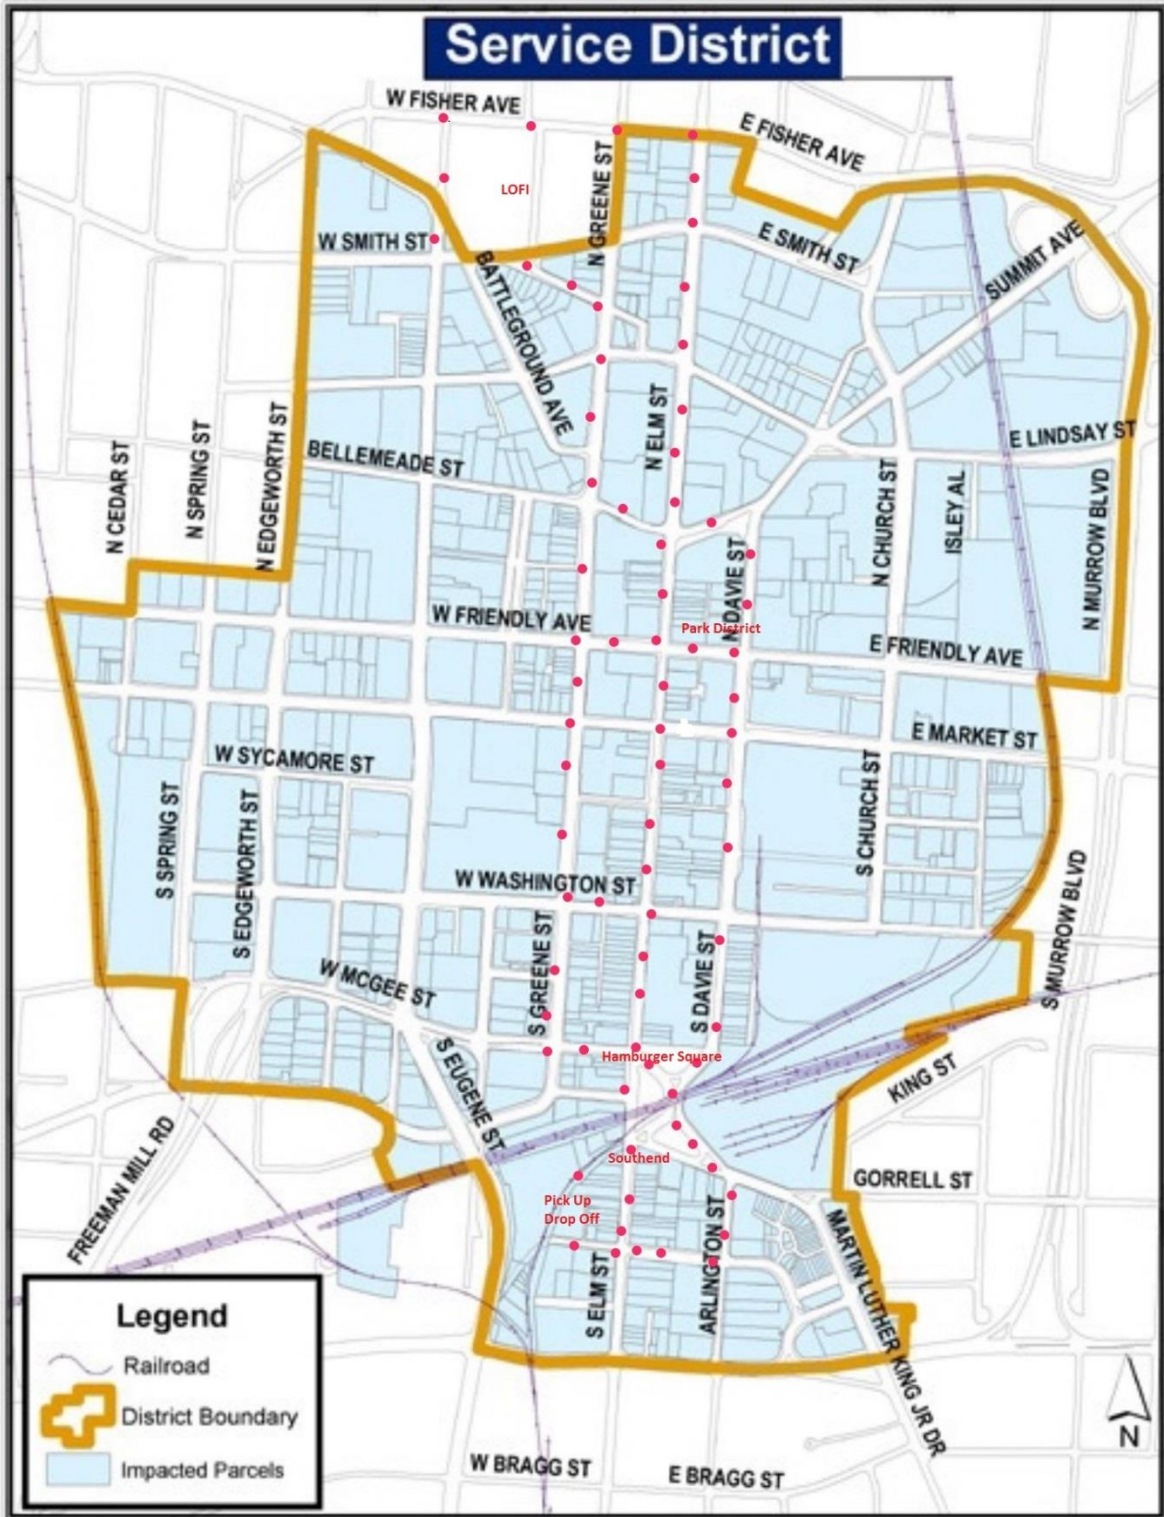 Service District
W FISHER AVE
E FISHER AVE
LOFI
N GREENE ST
W SMITH ST
E SMITH ST
SUMMIT AVE
BATTLEGROUND AVE
N ELM ST
E LINDSAY ST
BELLEMEADE ST
N CEDAR ST
N SPRING ST
N EDGEWORTH ST
N CHURCH ST
ISLEY AL
N MURROW BLVD
N DAVIE ST
W FRIENDLY AVE
Park District
E FRIENDLY AVE
E MARKET ST
W SYCAMORE ST
S SPRING ST
S EDGEWORTH ST
S CHURCH ST
W WASHINGTON ST
S MURROW BLVD
S GREENE ST
S DAVIE ST
W MCGEE ST
Hamburger Square
S EUGENE ST
KING ST
FREEMAN MILL RD
Southend
GORRELL ST
Pick Up
Drop Off
S ELM ST
ARLINGTON ST
MARTIN LUTHER KING JR DR
Legend
Railroad
District Boundary
Impacted Parcels
N
W BRAGG ST
E BRAGG ST